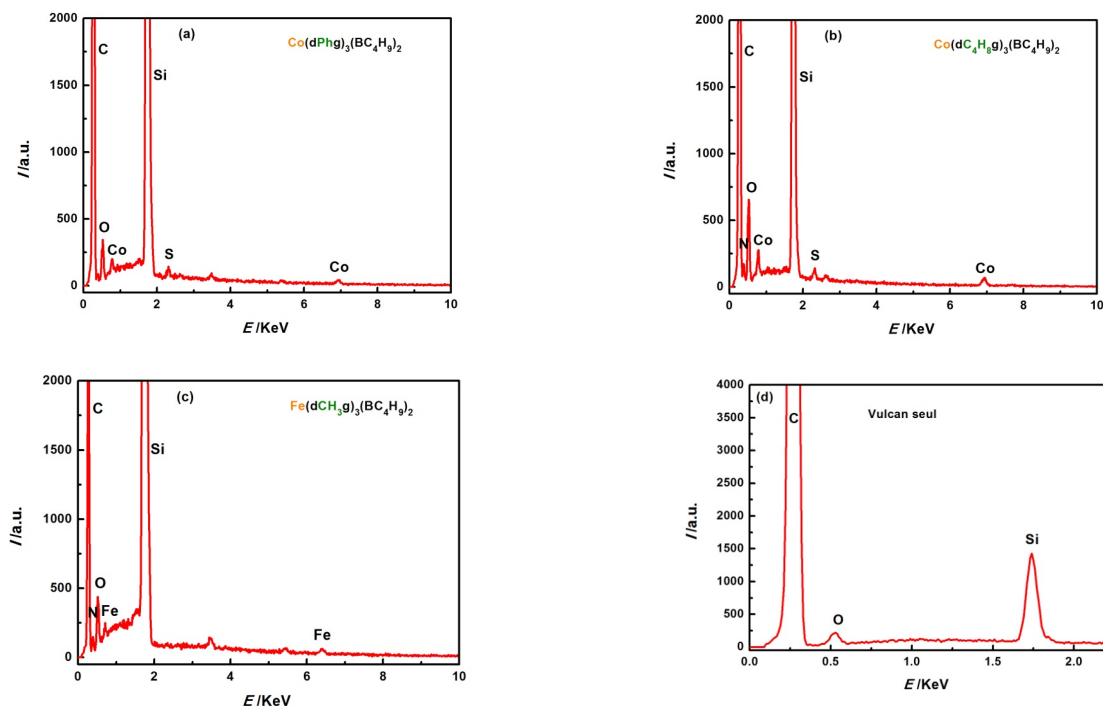 (a)
Co(dPhg)₃(BC₄H₉)₂
C
Si
O
Co
S
Co
2000
1500
1000
500
0
I /a.u.
0 2 4 6 8 10
E /KeV
(b)
Co(dC₄H₈g)₃(BC₄H₉)₂
C
Si
O
N
Co
S
Co
2000
1500
1000
500
0
I /a.u.
0 2 4 6 8 10
E /KeV
(c)
Fe(dCH₃g)₃(BC₄H₉)₂
C
Si
O
N
Fe
Fe
2000
1500
1000
500
0
I /a.u.
0 2 4 6 8 10
E /KeV
(d)
Vulcan seul
C
Si
O
4000
3500
3000
2500
2000
1500
1000
500
0
I /a.u.
0.0 0.5 1.0 1.5 2.0
E /KeV